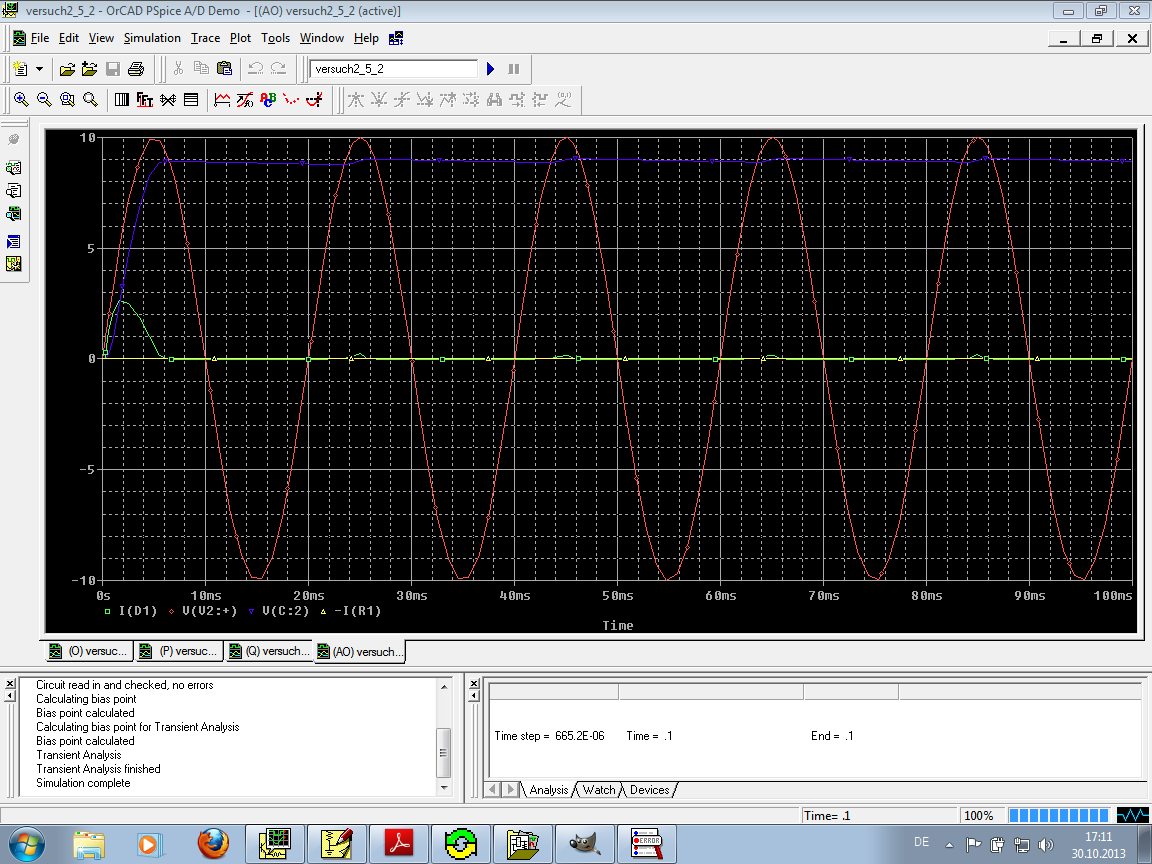 versuch2_5_2 - OrCAD PSpice A/D Demo - [(AO) versuch2_5_2 (active)]
File Edit View Simulation Trace Plot Tools Window Help
versuch2_5_2
FFT
10
5
0
-5
-10
0s 10ms 20ms 30ms 40ms 50ms 60ms 70ms 80ms 90ms 100ms
I(D1) V(V2:+) V(C:2) -I(R1)
Time
(O) versuc... (P) versuc... (Q) versuch... (AO) versuch...
Circuit read in and checked, no errors
Calculating bias point
Bias point calculated
Calculating bias point for Transient Analysis
Bias point calculated
Transient Analysis
Transient Analysis finished
Simulation complete
Time step = 665.2E-06 Time = .1 End = .1
Analysis Watch Devices
Time= .1 100%
ERROR
DE
17:11
30.10.2013